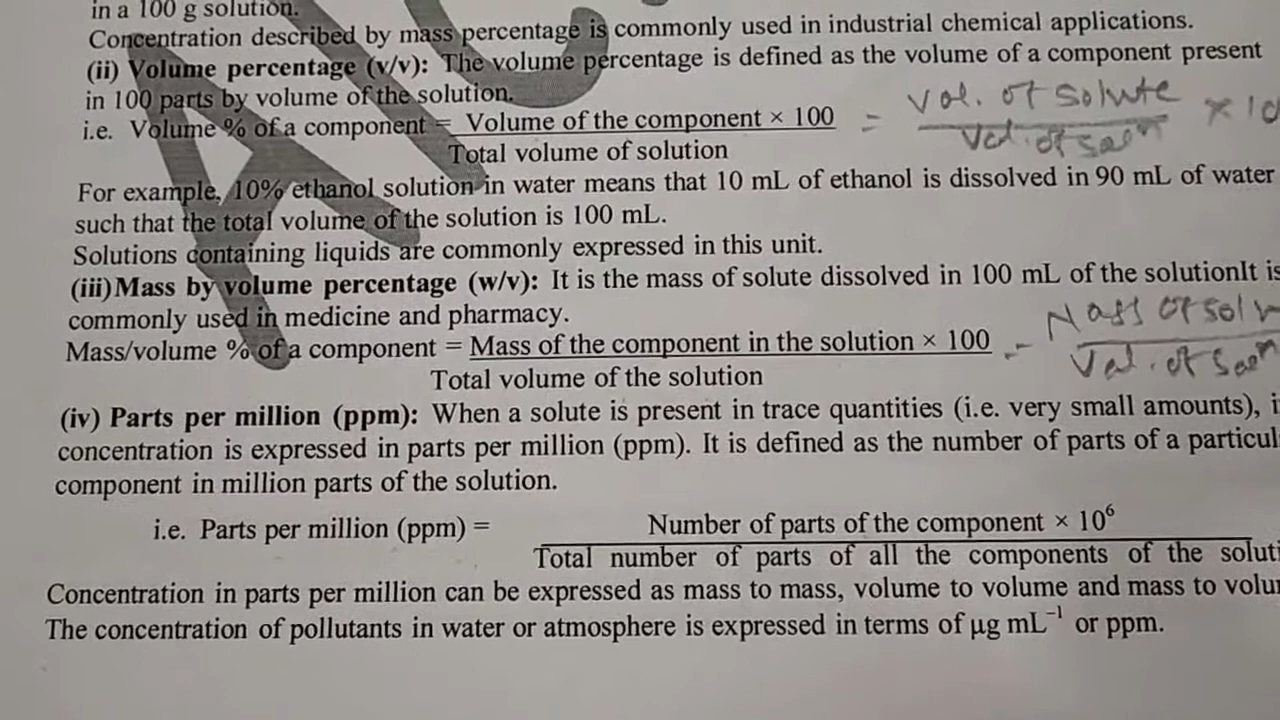 in a 100 g solution.
Concentration described by mass percentage is commonly used in industrial chemical applications.
(ii) Volume percentage (v/v): The volume percentage is defined as the volume of a component present
in 100 parts by volume of the solution.
i.e. Volume % of a component = Volume of the component × 100 = Vol. of Solute × 10
Total volume of solution Vol. of
For example, 10% ethanol solution in water means that 10 mL of ethanol is dissolved in 90 mL of water
such that the total volume of the solution is 100 mL.
Solutions containing liquids are commonly expressed in this unit.
(iii) Mass by volume percentage (w/v): It is the mass of solute dissolved in 100 mL of the solutionIt is
commonly used in medicine and pharmacy.
Mass/volume % of a component = Mass of the component in the solution × 100 = Mass of
Total volume of the solution Vol. of
(iv) Parts per million (ppm): When a solute is present in trace quantities (i.e. very small amounts), i
concentration is expressed in parts per million (ppm). It is defined as the number of parts of a particul
component in million parts of the solution.
i.e. Parts per million (ppm) = Number of parts of the component × 10⁶
Total number of parts of all the components of the soluti
Concentration in parts per million can be expressed as mass to mass, volume to volume and mass to volu
The concentration of pollutants in water or atmosphere is expressed in terms of μg mL⁻¹ or ppm.